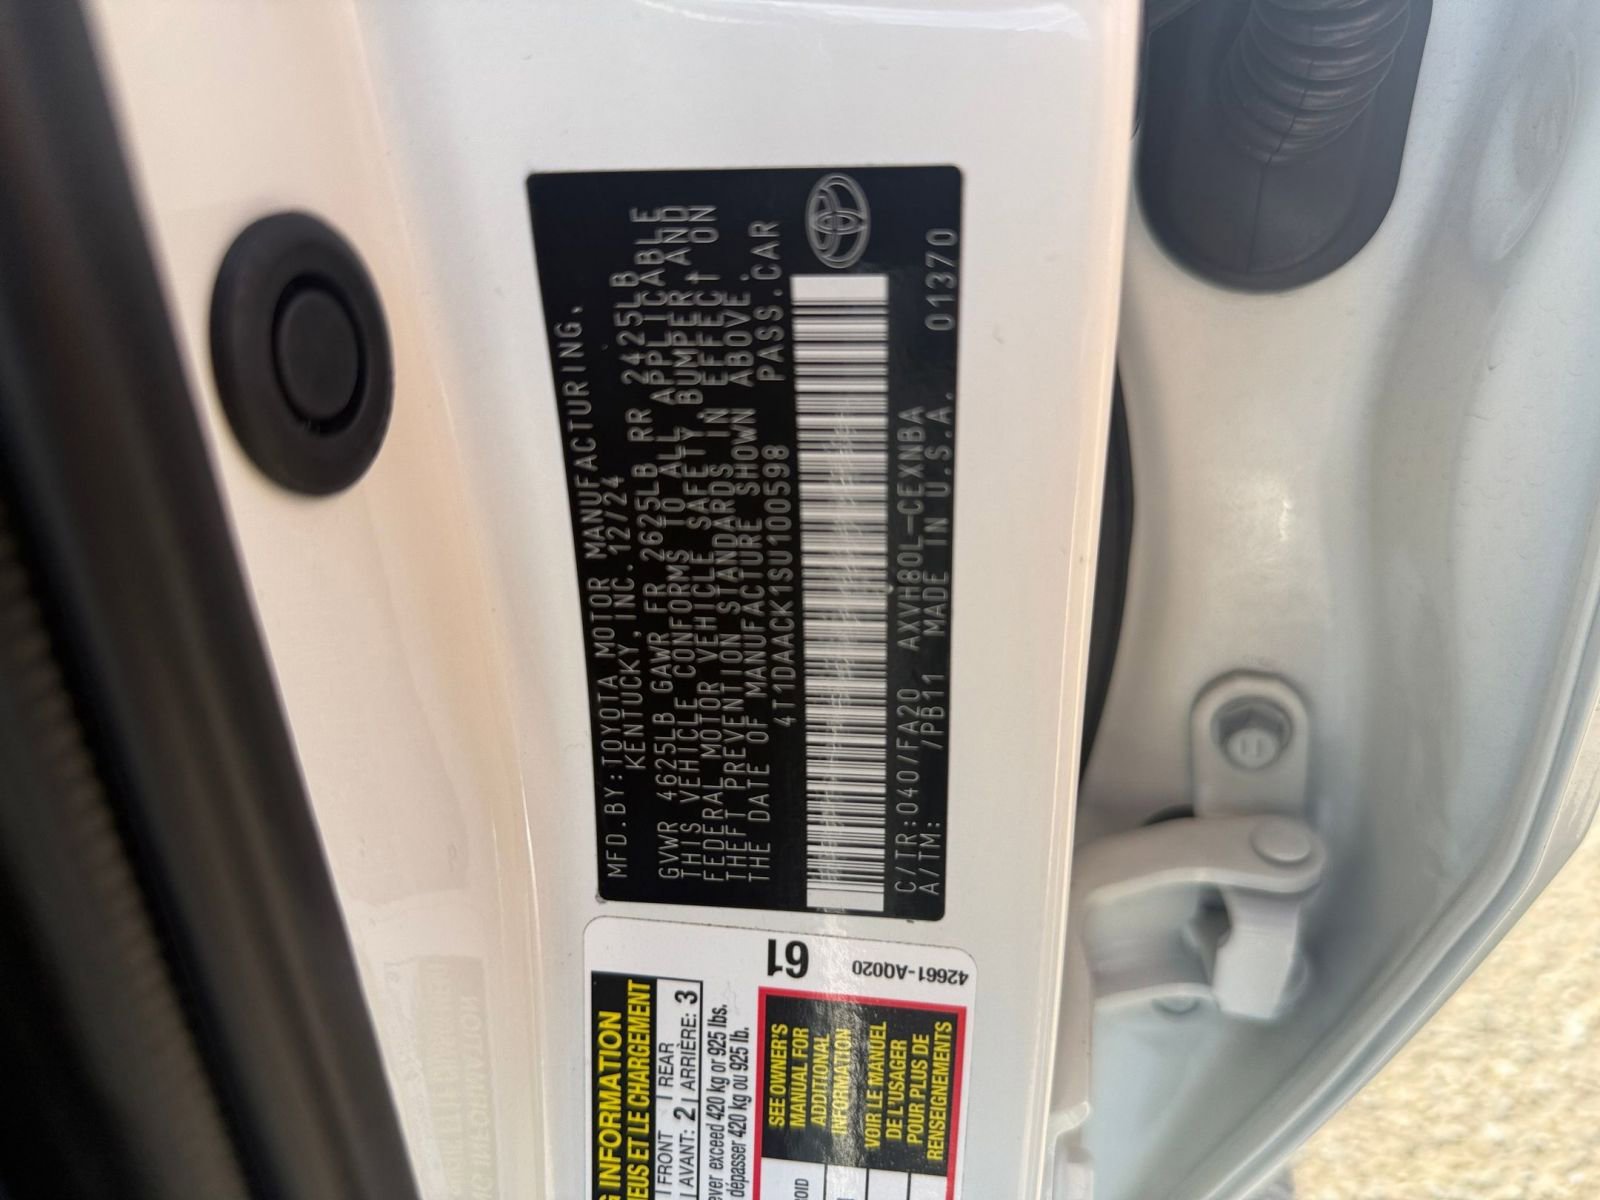 MFD.BY:TOYOTA MOTOR MANUFACTURING,
KENTUCKY,INC.12/24
GVWR 4625LB GAWR FR 2625LB RR 2425LB
THIS VEHICLE CONFORMS TO ALL APPLICABLE
FEDERAL MOTOR VEHICLE SAFETY,BUMPER,AND
THEFT PREVENTION STANDARDS IN EFFECT ON
THE DATE OF MANUFACTURE SHOWN ABOVE.
4T1DAACK1SU100598 PASS.CAR
C/TR:040/FA20 AXVH80L-CEXNBA
A/TM: /PB11 MADE IN U.S.A. 01370
INFORMATION
ET LE CHARGEMENT
FRONT REAR
AVANT: 2 ARRIÈRE: 3
exceed 420 kg or 925 lbs.
dépasser 420 kg ou 925 lb.
61
42661-AQ020
SEE OWNER'S
MANUAL FOR
ADDITIONAL
INFORMATION
VOIR LE MANUEL
DE L'USAGER
POUR PLUS DE
RENSEIGNEMENTS